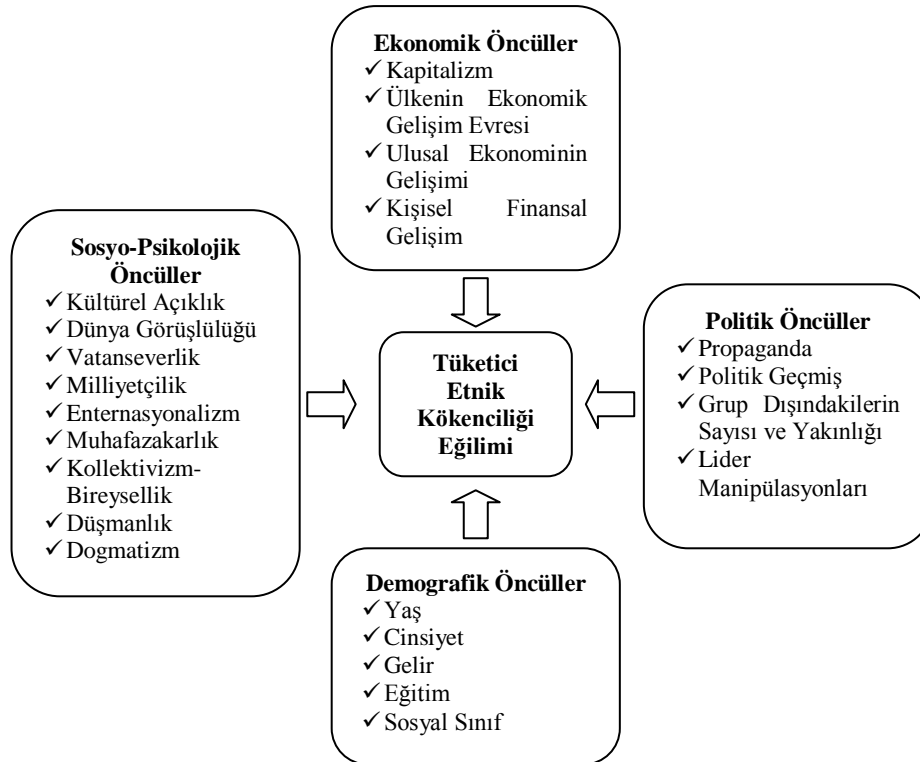 Ekonomik Öncüller
✓ Kapitalizm
✓ Ülkenin Ekonomik
Gelişim Evresi
✓ Ulusal Ekonominin
Gelişimi
✓ Kişisel Finansal
Gelişim
Sosyo-Psikolojik
Öncüller
✓ Kültürel Açıklık
✓ Dünya Görüşlülüğü
✓ Vatanseverlik
✓ Milliyetçilik
✓ Enternasyonalizm
✓ Muhafazakarlık
✓ Kollektivizm-
Bireysellik
✓ Düşmanlık
✓ Dogmatizm
Tüketici
Etnik
Kökenciliği
Eğilimi
Politik Öncüller
✓ Propaganda
✓ Politik Geçmiş
✓ Grup Dışındakilerin
Sayısı ve Yakınlığı
✓ Lider
Manipülasyonları
Demografik Öncüller
✓ Yaş
✓ Cinsiyet
✓ Gelir
✓ Eğitim
✓ Sosyal Sınıf